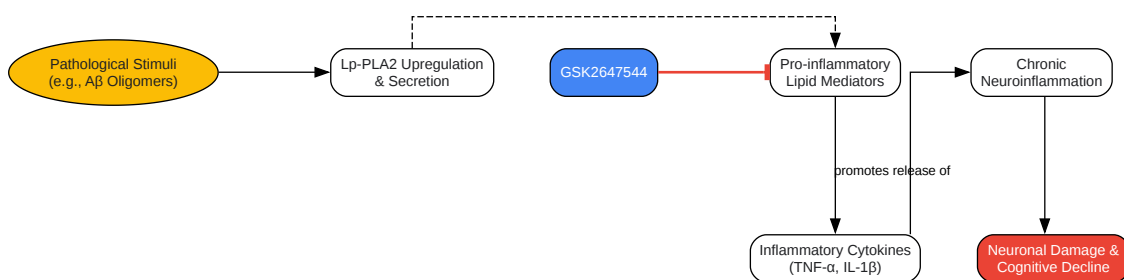 Pathological Stimuli
(e.g., Aβ Oligomers)
Lp-PLA2 Upregulation
& Secretion
GSK2647544
Pro-inflammatory
Lipid Mediators
Chronic
Neuroinflammation
promotes release of
Inflammatory Cytokines
(TNF-α, IL-1β)
Neuronal Damage &
Cognitive Decline